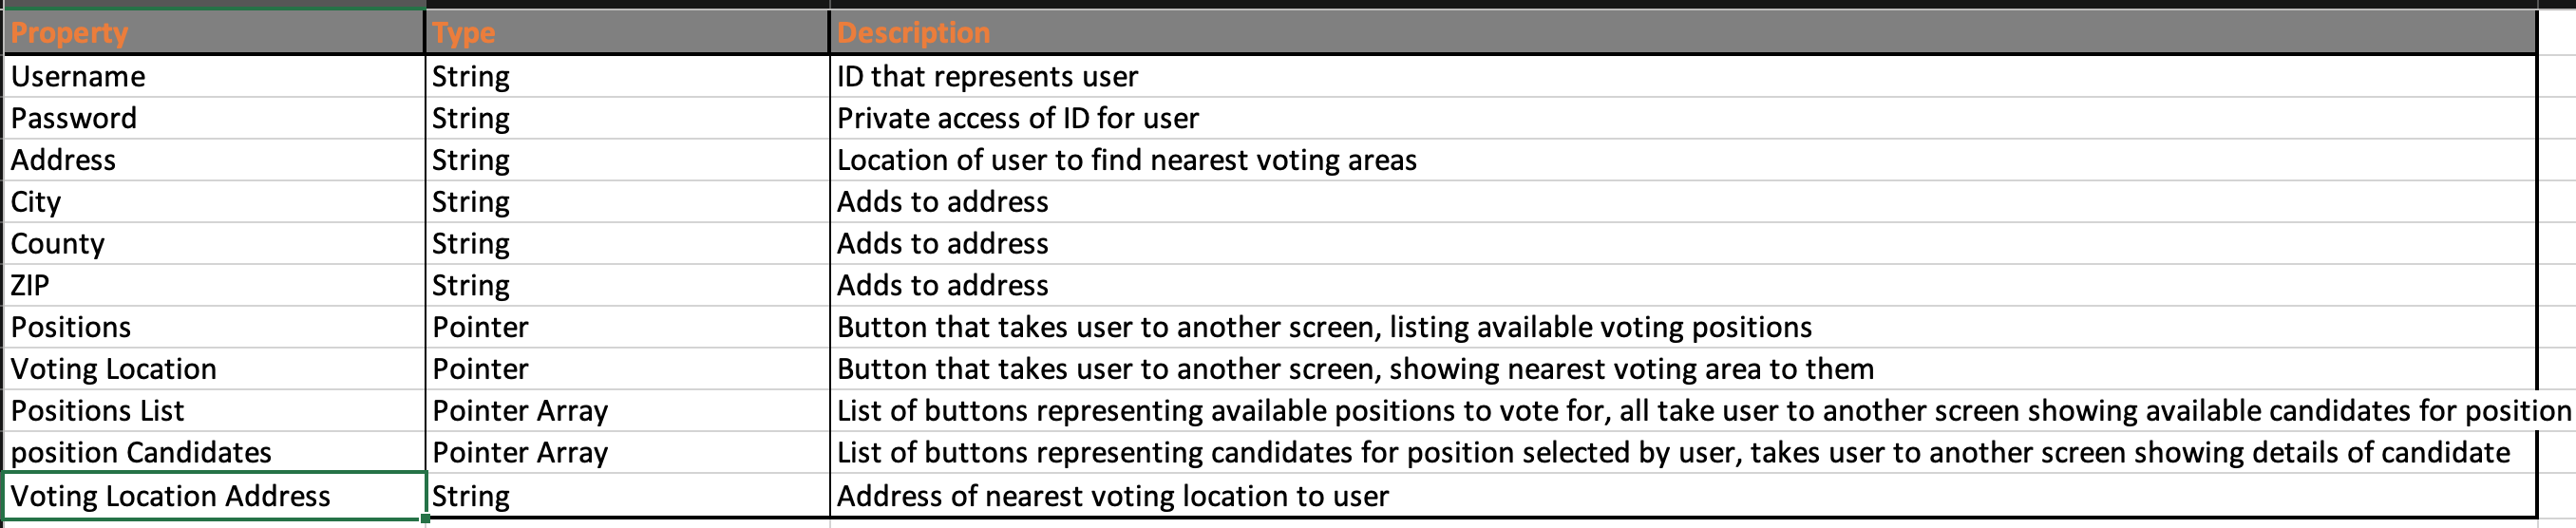 Property Type Description
Username String ID that represents user
Password String Private access of ID for user
Address String Location of user to find nearest voting areas
City String Adds to address
County String Adds to address
ZIP String Adds to address
Positions Pointer Button that takes user to another screen, listing available voting positions
Voting Location Pointer Button that takes user to another screen, showing nearest voting area to them
Positions List Pointer Array List of buttons representing available positions to vote for, all take user to another screen showing available candidates for position
position Candidates Pointer Array List of buttons representing candidates for position selected by user, takes user to another screen showing details of candidate
Voting Location Address String Address of nearest voting location to user